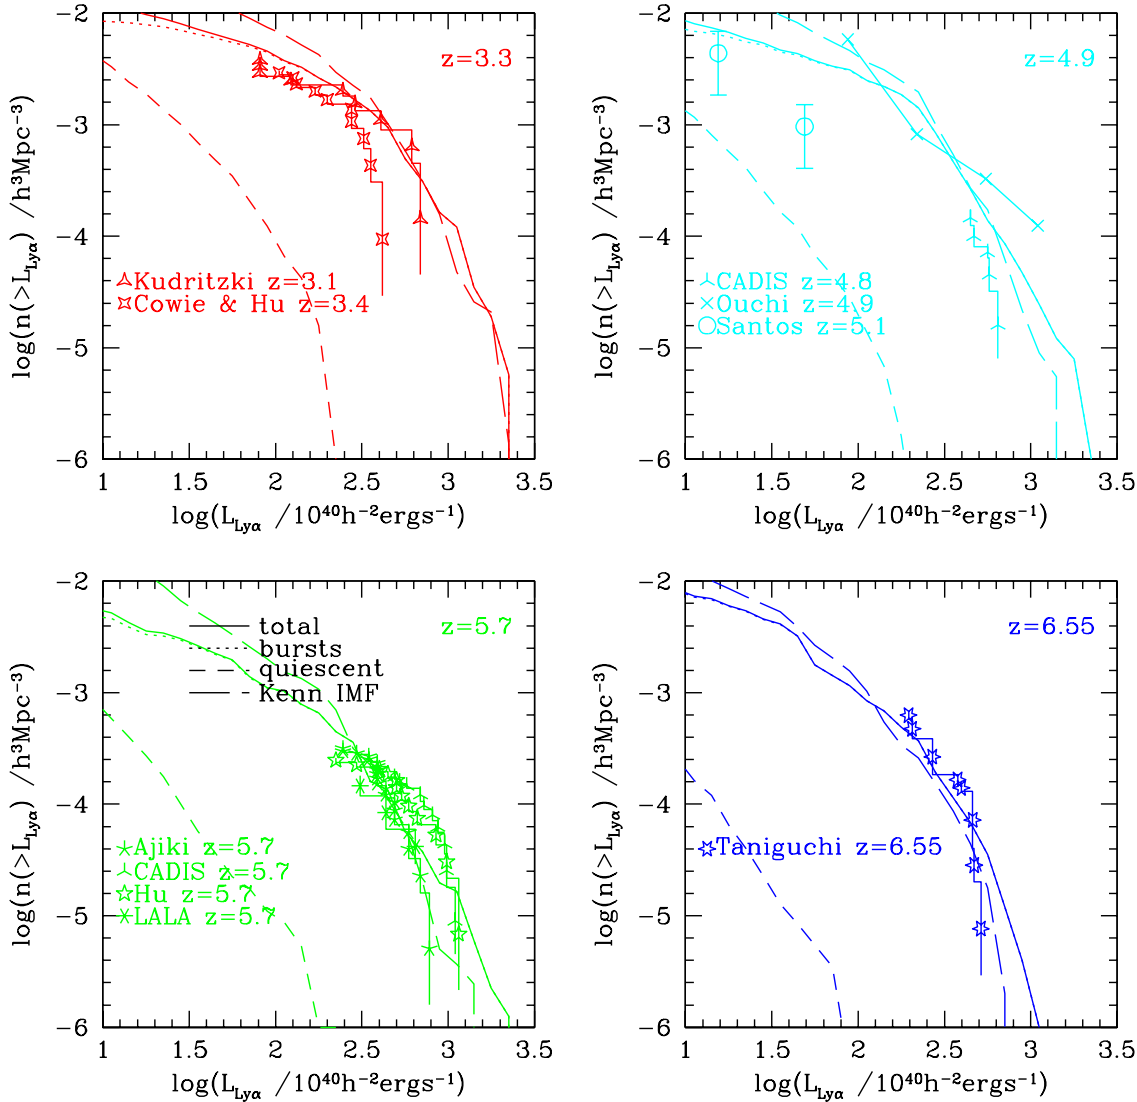 z=3.3
log(n(>L_Lyα) /h³Mpc⁻³)
-2
-3
-4
-5
-6
Kudritzki z=3.1
Cowie & Hu z=3.4
1 1.5 2 2.5 3 3.5
log(L_Lyα /10⁴⁰h⁻²ergs⁻¹)
z=4.9
log(n(>L_Lyα) /h³Mpc⁻³)
-2
-3
-4
-5
-6
CADIS z=4.8
Ouchi z=4.9
Santos z=5.1
1 1.5 2 2.5 3 3.5
log(L_Lyα /10⁴⁰h⁻²ergs⁻¹)
z=5.7
log(n(>L_Lyα) /h³Mpc⁻³)
-2
-3
-4
-5
-6
total
bursts
quiescent
Kenn IMF
Ajiki z=5.7
CADIS z=5.7
Hu z=5.7
LALA z=5.7
1 1.5 2 2.5 3 3.5
log(L_Lyα /10⁴⁰h⁻²ergs⁻¹)
z=6.55
log(n(>L_Lyα) /h³Mpc⁻³)
-2
-3
-4
-5
-6
Taniguchi z=6.55
1 1.5 2 2.5 3 3.5
log(L_Lyα /10⁴⁰h⁻²ergs⁻¹)